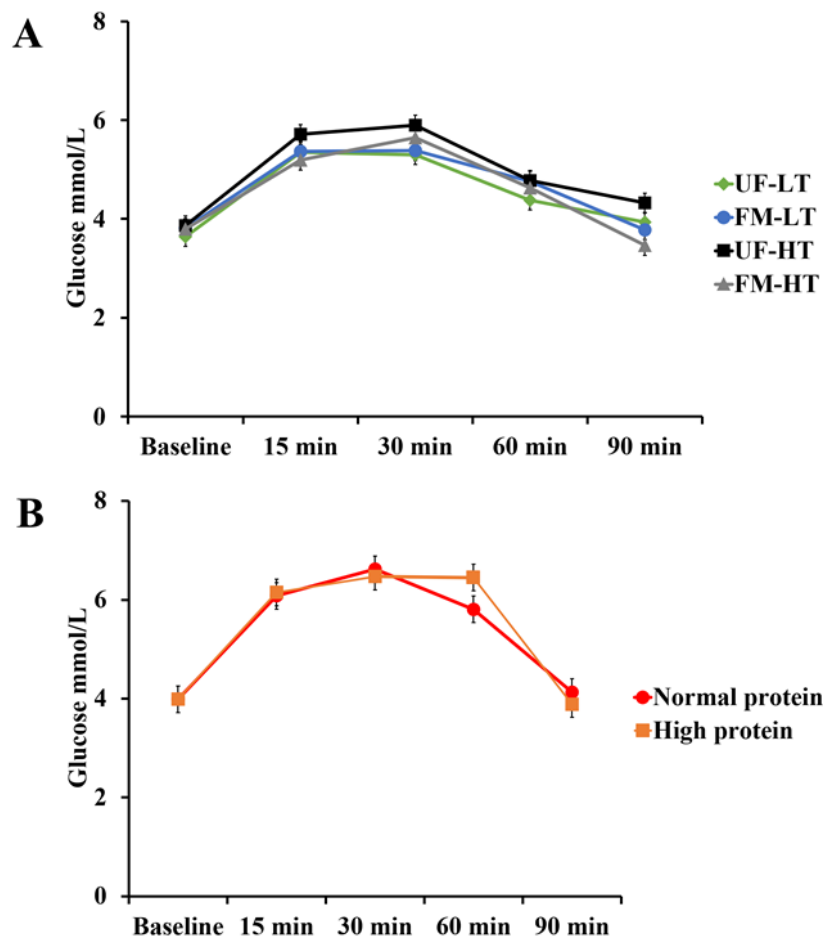 A
8
6
4
2
0
Glucose mmol/L
Baseline 15 min 30 min 60 min 90 min
UF-LT
FM-LT
UF-HT
FM-HT
B
8
6
4
2
0
Glucose mmol/L
Baseline 15 min 30 min 60 min 90 min
Normal protein
High protein